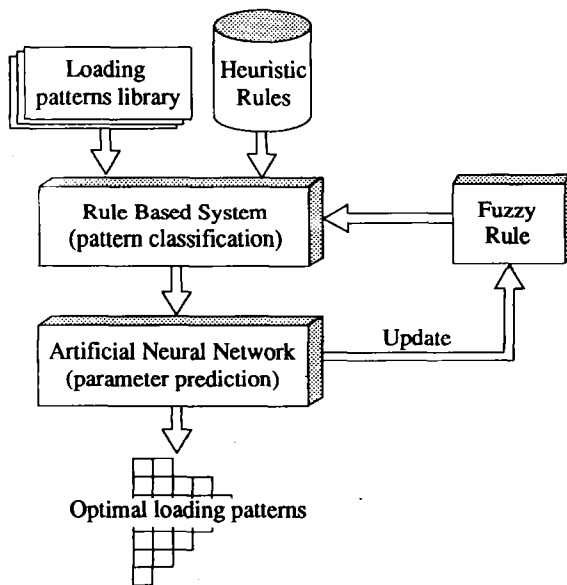 Loading
patterns library
Heuristic
Rules
Rule Based System
(pattern classification)
Fuzzy
Rule
Artificial Neural Network
(parameter prediction)
Update
Optimal loading patterns